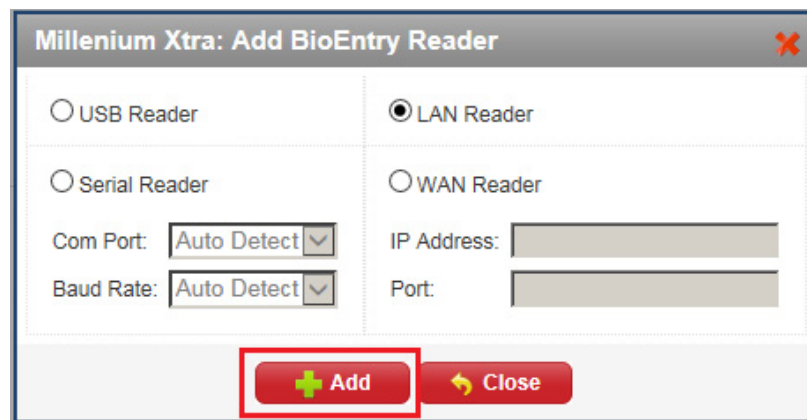 Millenium Xtra: Add BioEntry Reader
USB Reader
LAN Reader
Serial Reader
WAN Reader
Com Port: Auto Detect
IP Address:
Baud Rate: Auto Detect
Port:
Add
Close